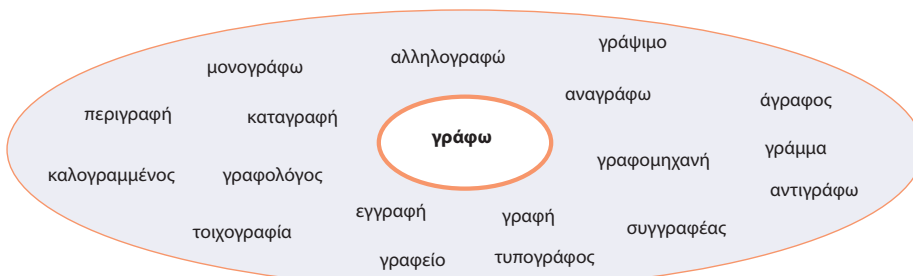 γράψιμο
μονογράφω αλληλογραφώ
αναγράφω άγραφος
περιγραφή καταγραφή
γράφω
γραφομηχανή γράμμα
καλογραμμένος γραφολόγος
αντιγράφω
εγγραφή γραφή
τοιχογραφία συγγραφέας
γραφείο τυπογράφος